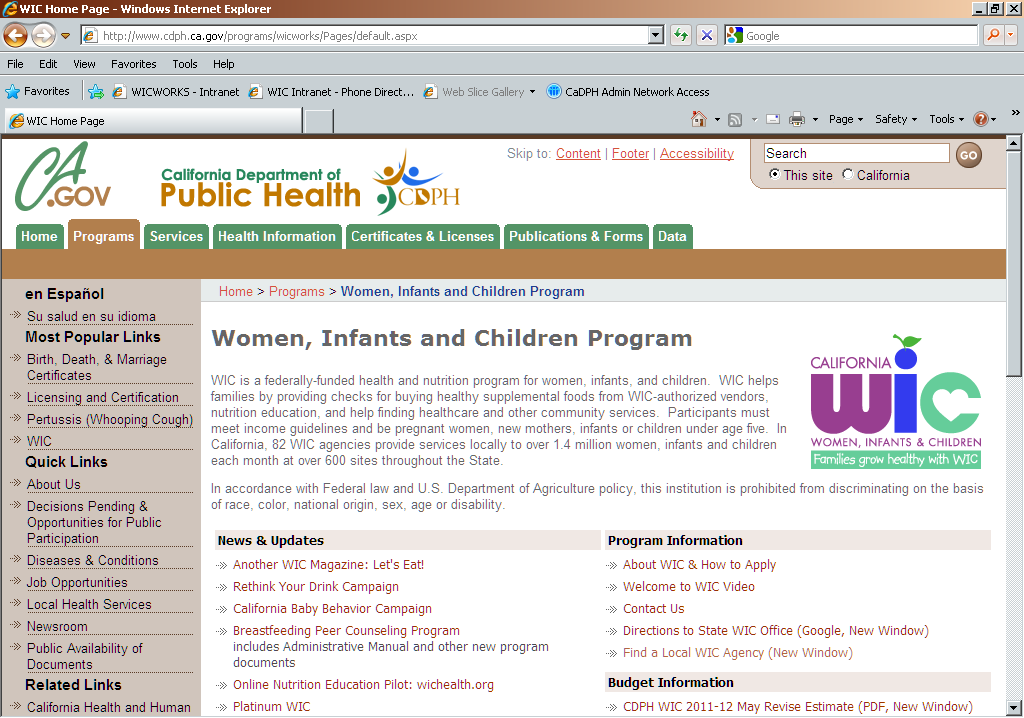 WIC Home Page - Windows Internet Explorer
http://www.cdph.ca.gov/programs/wicworks/Pages/default.aspx
Google
File Edit View Favorites Tools Help
Favorites WICWORKS - Intranet WIC Intranet - Phone Direct... Web Slice Gallery CaDPH Admin Network Access
WIC Home Page
Page Safety Tools
Skip to: Content | Footer | Accessibility
Search
GO
This site California
CA
.GOV
California Department of
Public Health
CDPH
Home Programs Services Health Information Certificates & Licenses Publications & Forms Data
en Español
Su salud en su idioma
Most Popular Links
Birth, Death, & Marriage
Certificates
Licensing and Certification
Pertussis (Whooping Cough)
WIC
Quick Links
About Us
Decisions Pending &
Opportunities for Public
Participation
Diseases & Conditions
Job Opportunities
Local Health Services
Newsroom
Public Availability of
Documents
Related Links
California Health and Human
Home > Programs > Women, Infants and Children Program
Women, Infants and Children Program
WIC is a federally-funded health and nutrition program for women, infants, and children. WIC helps
families by providing checks for buying healthy supplemental foods from WIC-authorized vendors,
nutrition education, and help finding healthcare and other community services. Participants must
meet income guidelines and be pregnant women, new mothers, infants or children under age five. In
California, 82 WIC agencies provide services locally to over 1.4 million women, infants and children
each month at over 600 sites throughout the State.
CALIFORNIA
wic
WOMEN, INFANTS & CHILDREN
Families grow healthy with WIC
In accordance with Federal law and U.S. Department of Agriculture policy, this institution is prohibited from discriminating on the basis
of race, color, national origin, sex, age or disability.
News & Updates
Another WIC Magazine: Let's Eat!
Rethink Your Drink Campaign
California Baby Behavior Campaign
Breastfeeding Peer Counseling Program
includes Administrative Manual and other new program
documents
Online Nutrition Education Pilot: wichealth.org
Platinum WIC
Program Information
About WIC & How to Apply
Welcome to WIC Video
Contact Us
Directions to State WIC Office (Google, New Window)
Find a Local WIC Agency (New Window)
Budget Information
CDPH WIC 2011-12 May Revise Estimate (PDF, New Window)